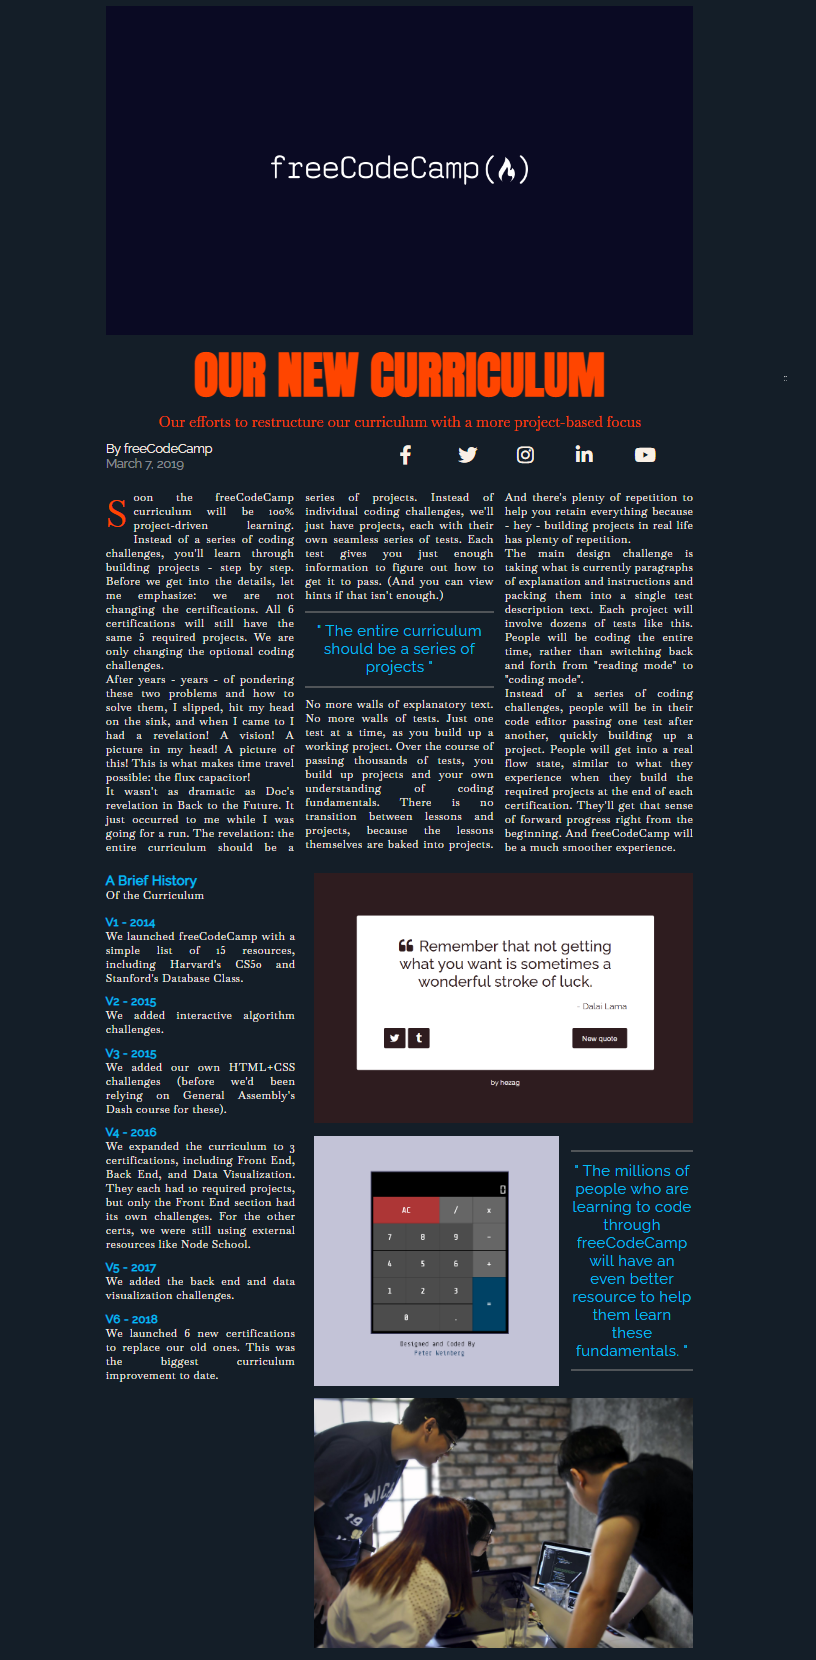 freeCodeCamp(🔥)
OUR NEW CURRICULUM
Our efforts to restructure our curriculum with a more project-based focus
By freeCodeCamp
March 7, 2019
Soon the freeCodeCamp
curriculum will be 100%
project-driven learning.
Instead of a series of coding
challenges, you'll learn through
building projects - step by step.
Before we get into the details, let
me emphasize: we are not
changing the certifications. All 6
certifications will still have the
same 5 required projects. We are
only changing the optional coding
challenges.
After years - years - of pondering
these two problems and how to
solve them, I slipped, hit my head
on the sink, and when I came to I
had a revelation! A vision! A
picture in my head! A picture of
this! This is what makes time travel
possible: the flux capacitor!
It wasn't as dramatic as Doc's
revelation in Back to the Future. It
just occurred to me while I was
going for a run. The revelation: the
entire curriculum should be a
series of projects. Instead of
individual coding challenges, we'll
just have projects, each with their
own seamless series of tests. Each
test gives you just enough
information to figure out how to
get it to pass. (And you can view
hints if that isn't enough.)
" The entire curriculum
should be a series of
projects "
No more walls of explanatory text.
No more walls of tests. Just one
test at a time, as you build up a
working project. Over the course of
passing thousands of tests, you
build up projects and your own
understanding of coding
fundamentals. There is no
transition between lessons and
projects, because the lessons
themselves are baked into projects.
And there's plenty of repetition to
help you retain everything because
- hey - building projects in real life
has plenty of repetition.
The main design challenge is
taking what is currently paragraphs
of explanation and instructions and
packing them into a single test
description text. Each project will
involve dozens of tests like this.
People will be coding the entire
time, rather than switching back
and forth from "reading mode" to
"coding mode".
Instead of a series of coding
challenges, people will be in their
code editor passing one test after
another, quickly building up a
project. People will get into a real
flow state, similar to what they
experience when they build the
required projects at the end of each
certification. They'll get that sense
of forward progress right from the
beginning. And freeCodeCamp will
be a much smoother experience.
A Brief History
Of the Curriculum
V1 - 2014
We launched freeCodeCamp with a
simple list of 15 resources,
including Harvard's CS50 and
Stanford's Database Class.
V2 - 2015
We added interactive algorithm
challenges.
V3 - 2015
We added our own HTML+CSS
challenges (before we'd been
relying on General Assembly's
Dash course for these).
V4 - 2016
We expanded the curriculum to 3
certifications, including Front End,
Back End, and Data Visualization.
They each had 10 required projects,
but only the Front End section had
its own challenges. For the other
certs, we were still using external
resources like Node School.
V5 - 2017
We added the back end and data
visualization challenges.
V6 - 2018
We launched 6 new certifications
to replace our old ones. This was
the biggest curriculum
improvement to date.
“ Remember that not getting
what you want is sometimes a
wonderful stroke of luck.
- Dalai Lama
New quote
by hezag
0
AC / x
7 8 9 -
4 5 6 +
1 2 3 =
0 .
Designed and Coded By
Peter Weinberg
" The millions of
people who are
learning to code
through
freeCodeCamp
will have an
even better
resource to help
them learn
these
fundamentals. "